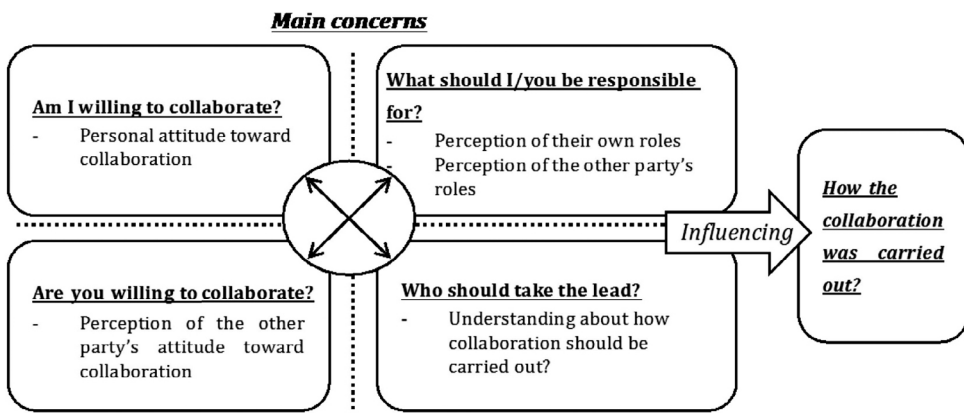 Main concerns
Am I willing to collaborate?
- Personal attitude toward
collaboration
What should I/you be responsible
for?
- Perception of their own roles
- Perception of the other party's
roles
Are you willing to collaborate?
- Perception of the other
party's attitude toward
collaboration
Who should take the lead?
- Understanding about how
collaboration should be
carried out?
Influencing
How the
collaboration
was carried
out?